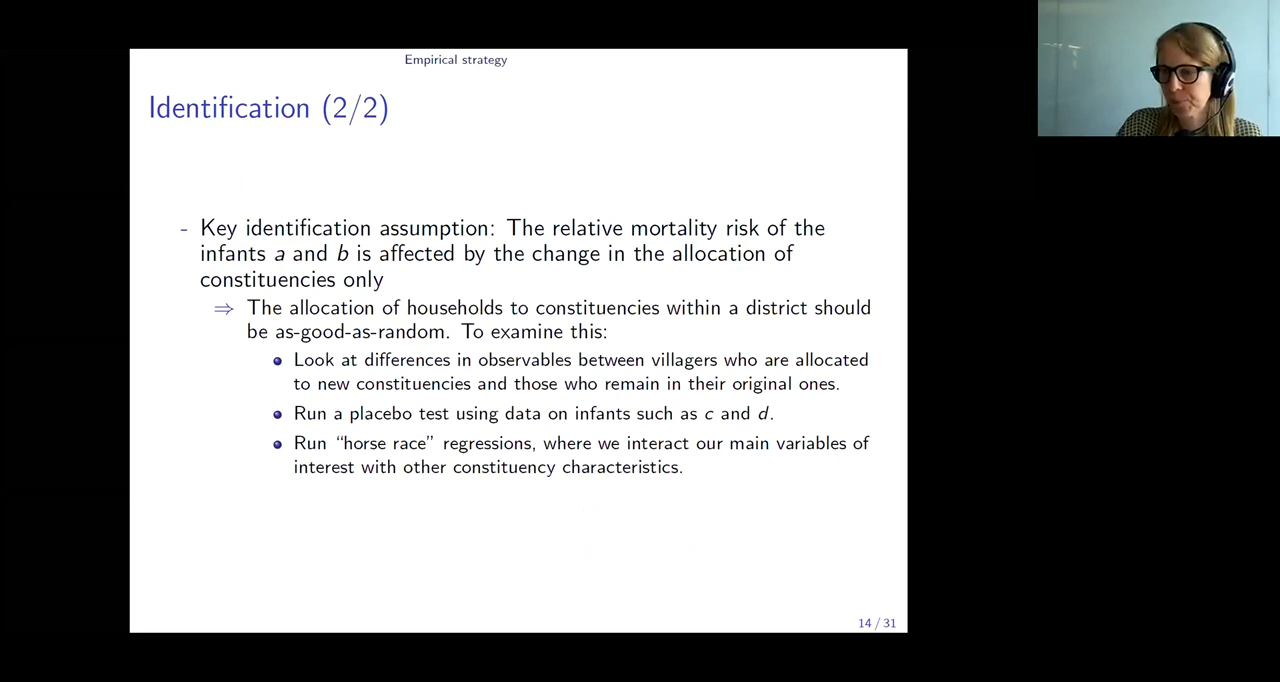 Empirical strategy
Identification (2/2)
- Key identification assumption: The relative mortality risk of the
infants a and b is affected by the change in the allocation of
constituencies only
⇒ The allocation of households to constituencies within a district should
be as-good-as-random. To examine this:
• Look at differences in observables between villagers who are allocated
to new constituencies and those who remain in their original ones.
• Run a placebo test using data on infants such as c and d.
• Run “horse race” regressions, where we interact our main variables of
interest with other constituency characteristics.
14 / 31